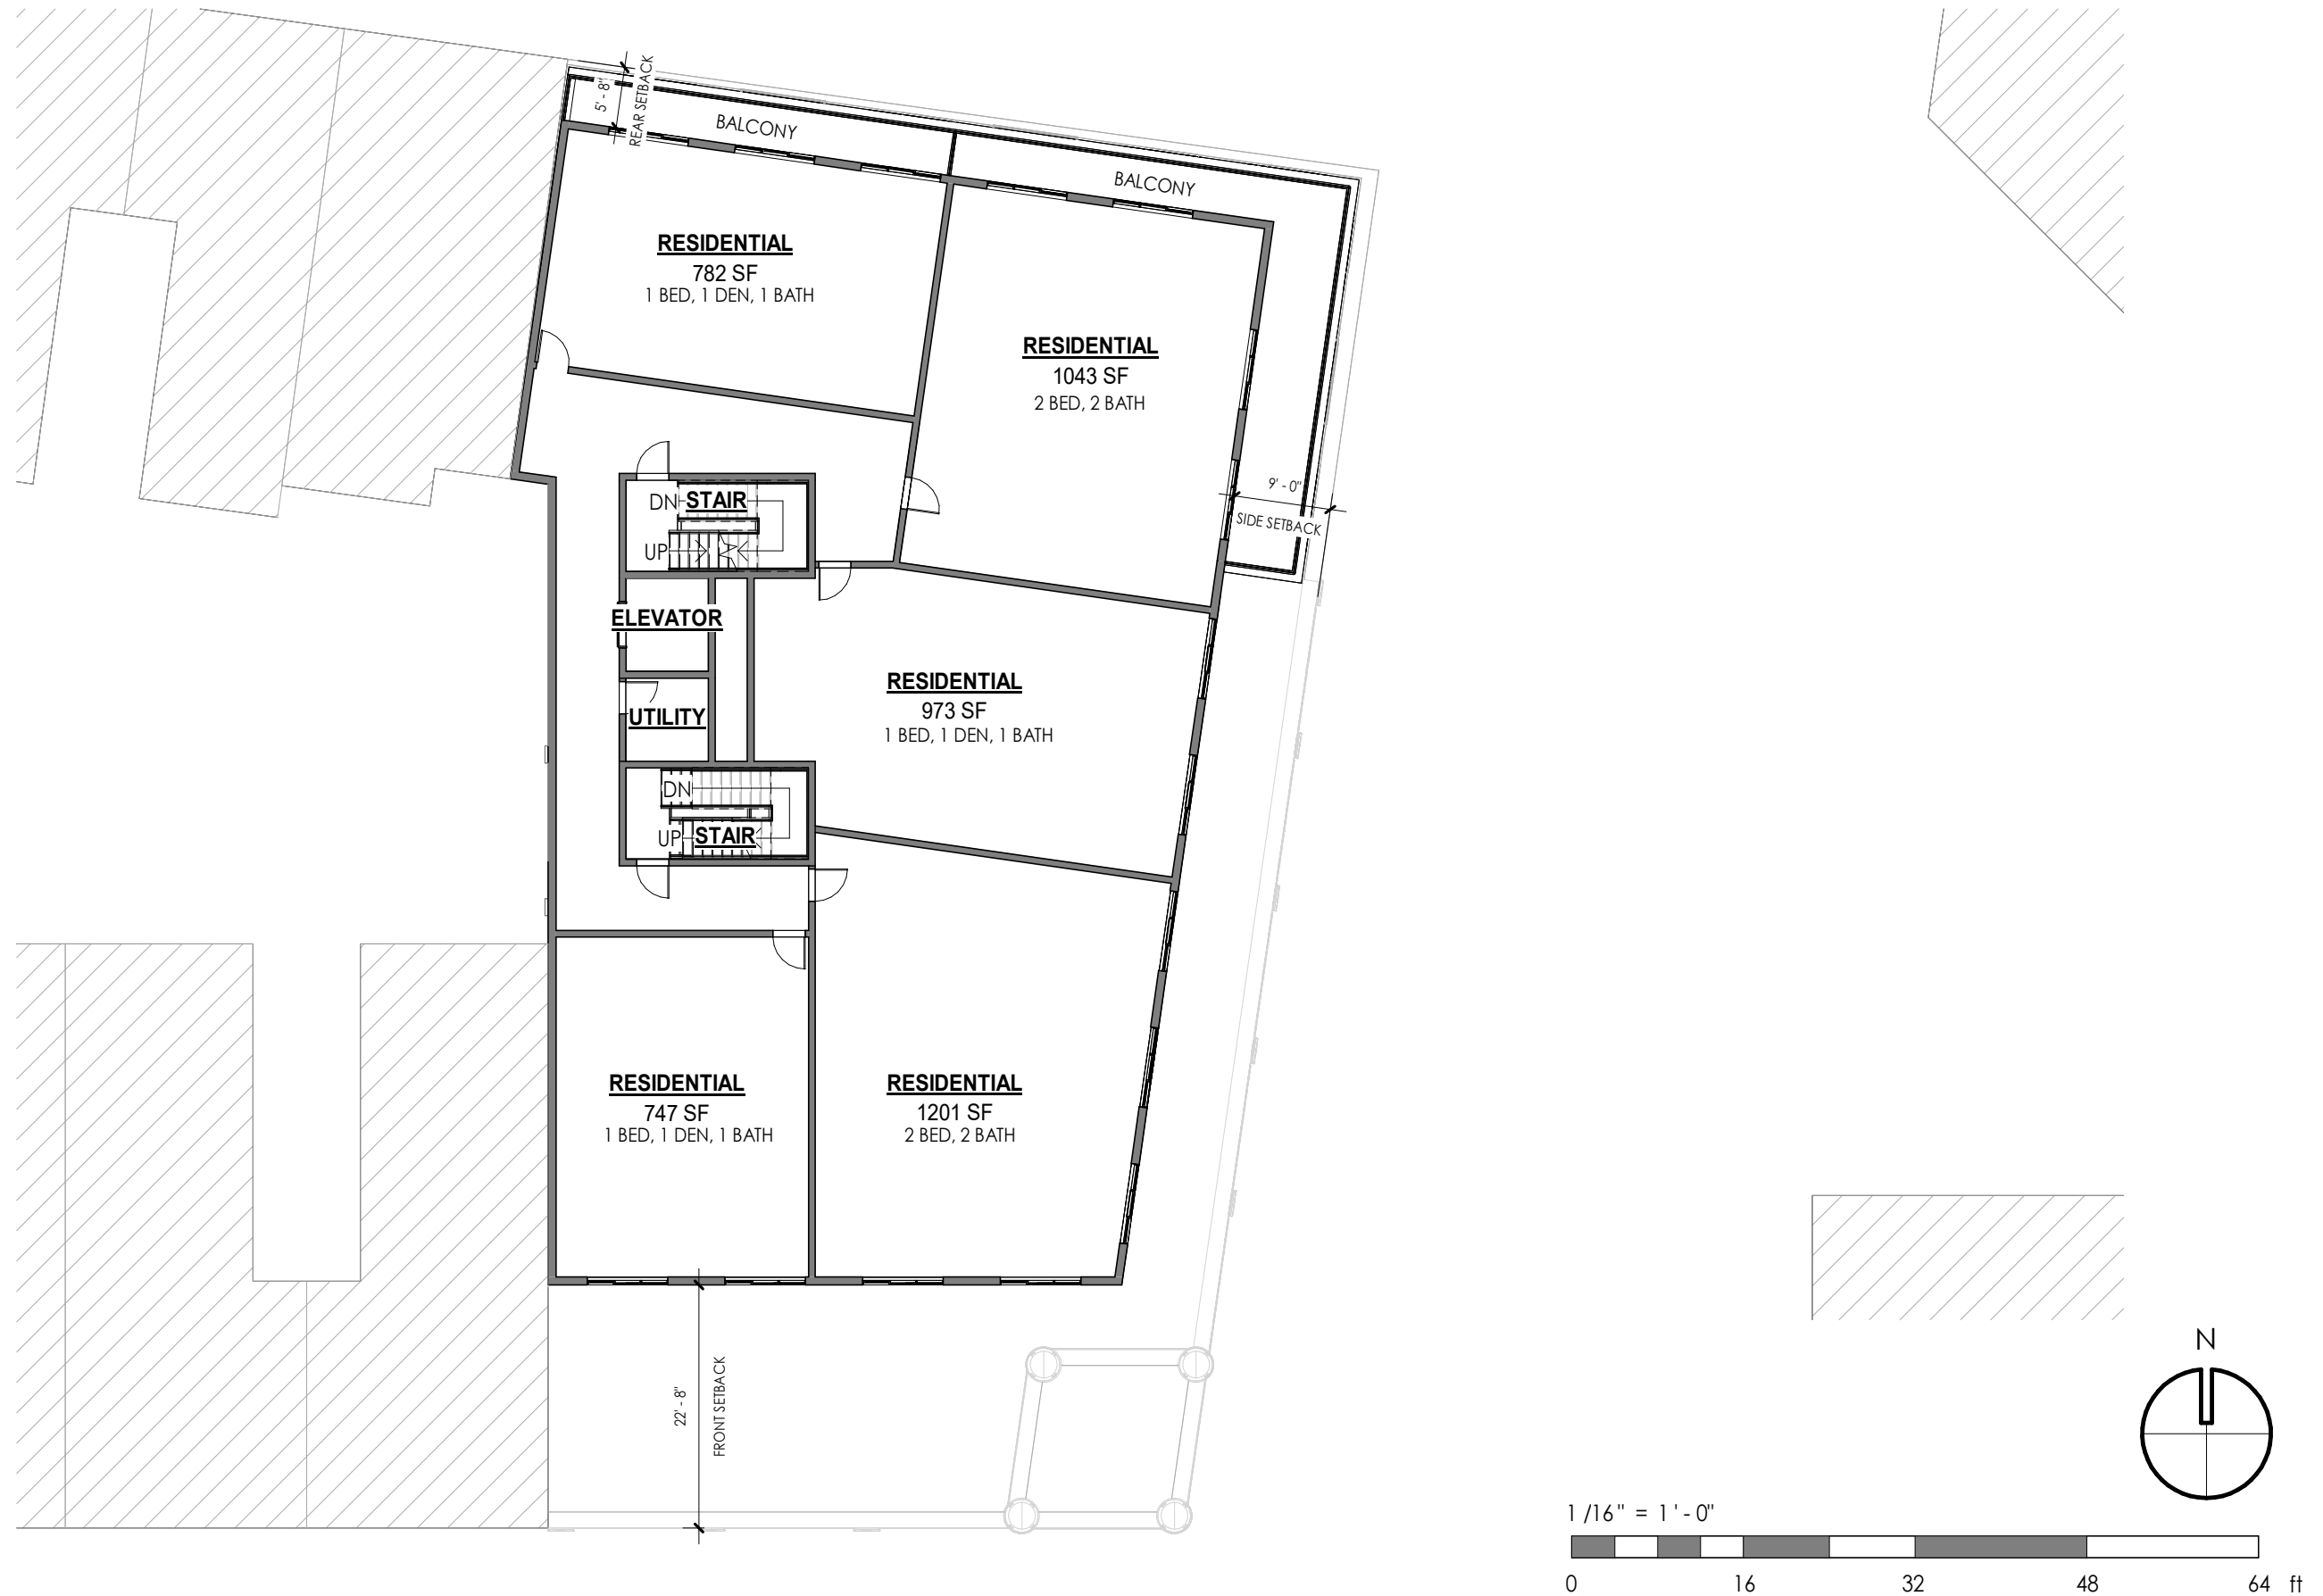 5' - 8"
REAR SETBACK
BALCONY
BALCONY
RESIDENTIAL
782 SF
1 BED, 1 DEN, 1 BATH
RESIDENTIAL
1043 SF
2 BED, 2 BATH
9' - 0"
SIDE SETBACK
DN
STAIR
UP
ELEVATOR
RESIDENTIAL
973 SF
1 BED, 1 DEN, 1 BATH
UTILITY
DN
UP
STAIR
RESIDENTIAL
747 SF
1 BED, 1 DEN, 1 BATH
RESIDENTIAL
1201 SF
2 BED, 2 BATH
22' - 8"
FRONT SETBACK
N
1 /16" = 1 ' - 0"
0 16 32 48 64 ft